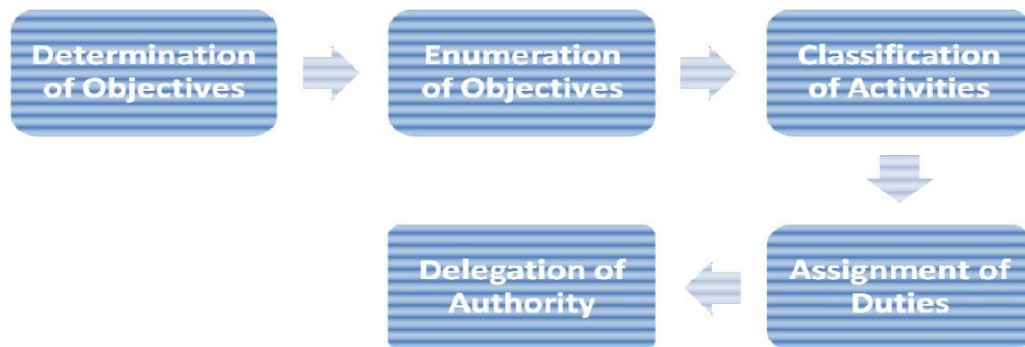 Determination
of Objectives
Enumeration
of Objectives
Classification
of Activities
Assignment of
Duties
Delegation of
Authority